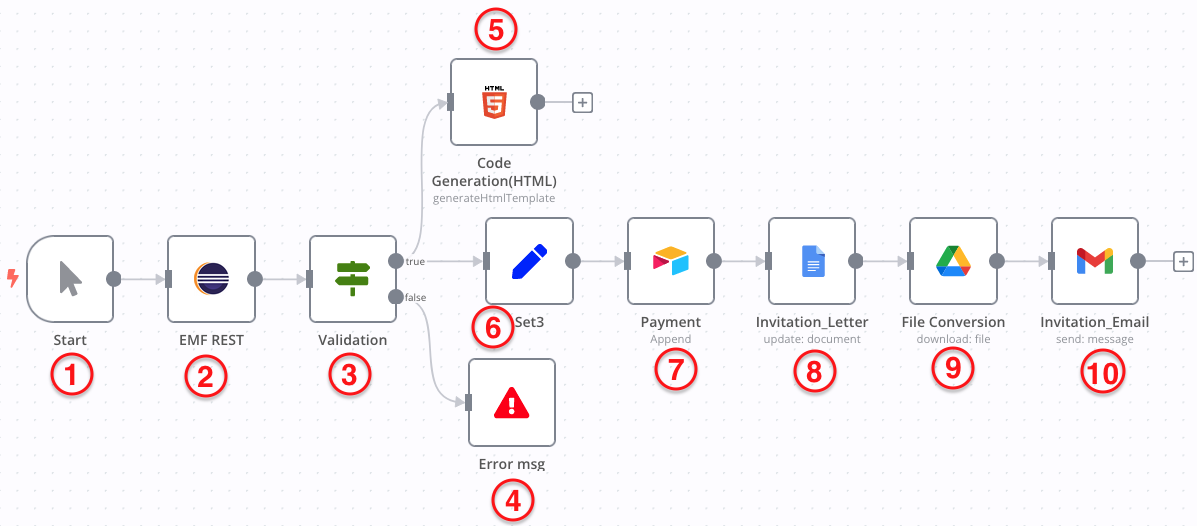 5
HTML
Code
Generation(HTML)
generateHtmlTemplate
true
false
Start
EMF REST
Validation
Set3
Payment
Append
Invitation_Letter
update: document
File Conversion
download: file
Invitation_Email
send: message
1
2
3
6
7
8
9
10
Error msg
4